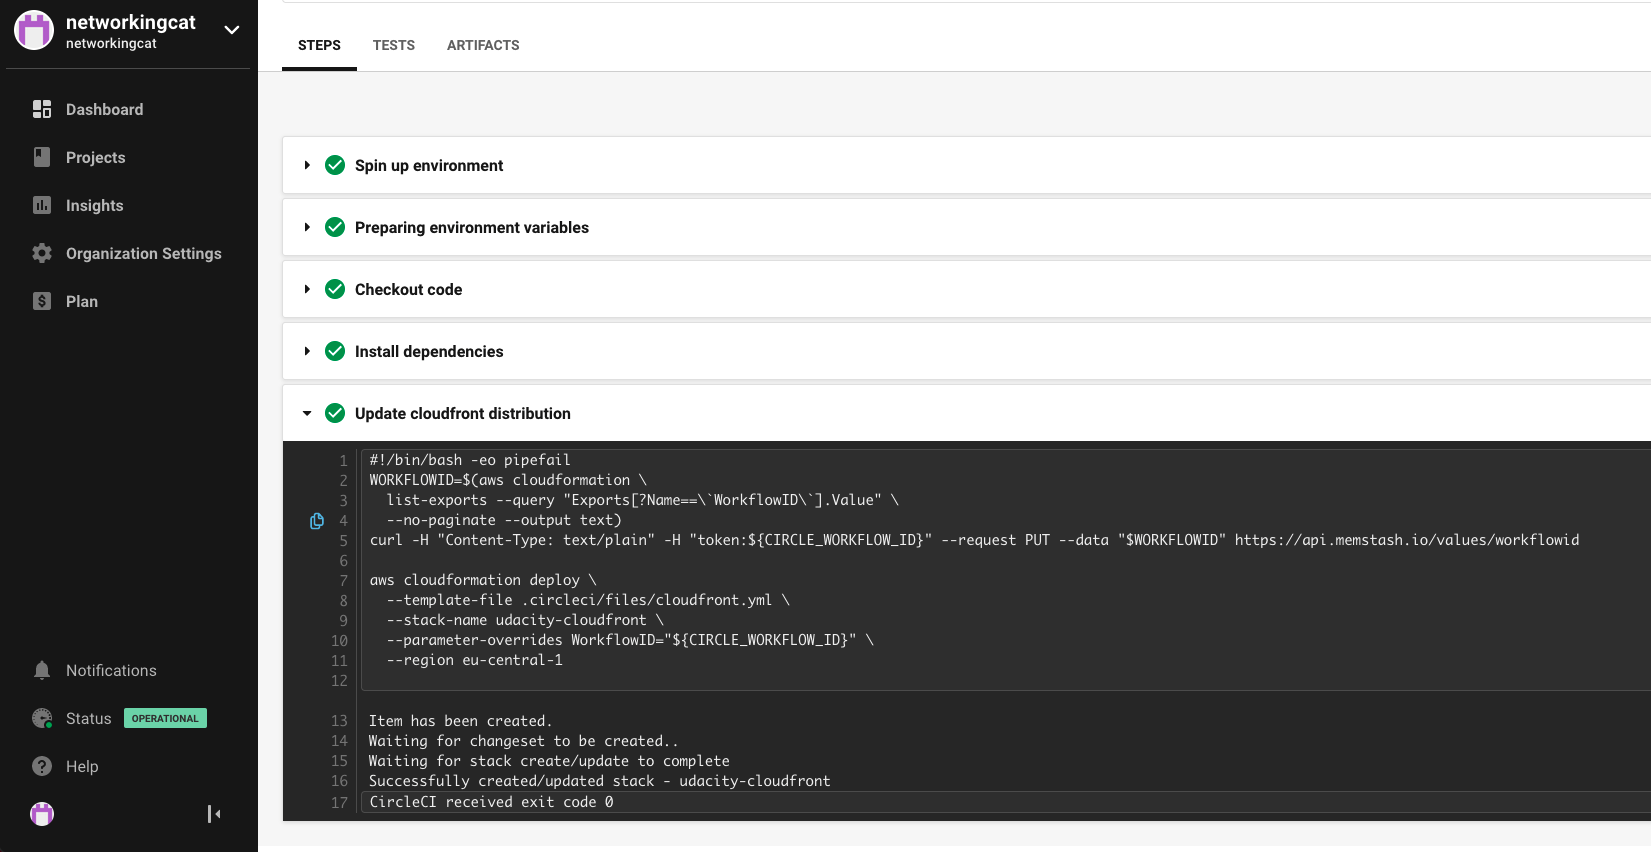 networkingcat
networkingcat
Dashboard
Projects
Insights
Organization Settings
Plan
Notifications
Status OPERATIONAL
Help
STEPS TESTS ARTIFACTS
Spin up environment
Preparing environment variables
Checkout code
Install dependencies
Update cloudfront distribution
1 #!/bin/bash -eo pipefail
2 WORKFLOWID=$(aws cloudformation \
3 list-exports --query "Exports[?Name==\`WorkflowID\`].Value" \
4 --no-paginate --output text)
5 curl -H "Content-Type: text/plain" -H "token:${CIRCLE_WORKFLOW_ID}" --request PUT --data "$WORKFLOWID" https://api.memstash.io/values/workflowid
6
7 aws cloudformation deploy \
8 --template-file .circleci/files/cloudfront.yml \
9 --stack-name udacity-cloudfront \
10 --parameter-overrides WorkflowID="${CIRCLE_WORKFLOW_ID}" \
11 --region eu-central-1
12
13 Item has been created.
14 Waiting for changeset to be created..
15 Waiting for stack create/update to complete
16 Successfully created/updated stack - udacity-cloudfront
17 CircleCI received exit code 0